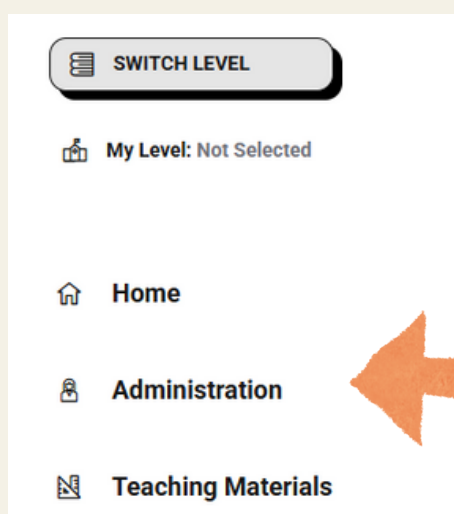 SWITCH LEVEL
My Level: Not Selected
Home
Administration
Teaching Materials